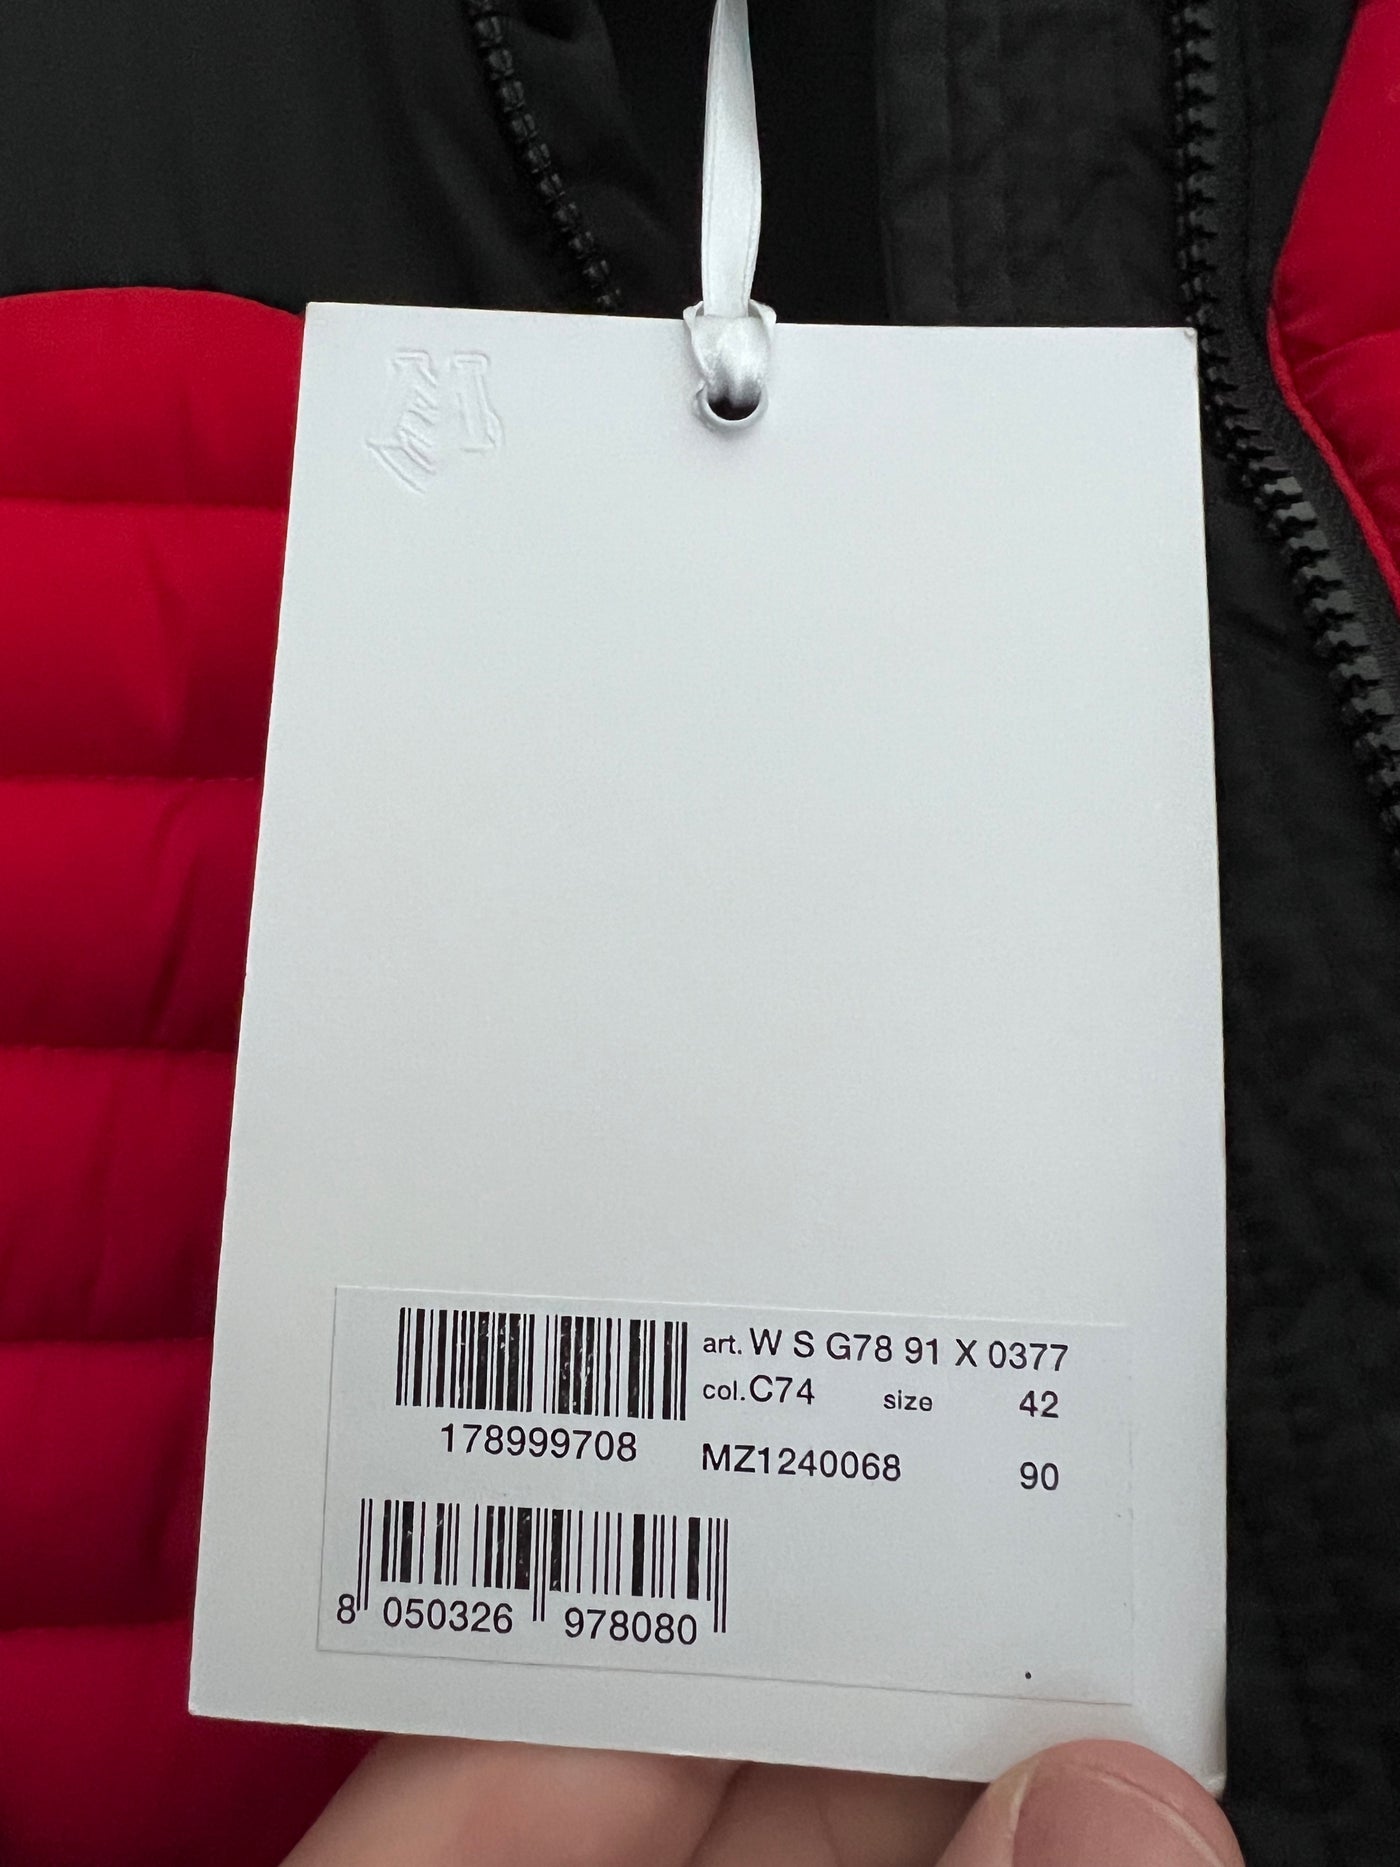 art. W S G78 91 X 0377
col. C74 size 42
178999708
MZ1240068 90
8 050326 978080